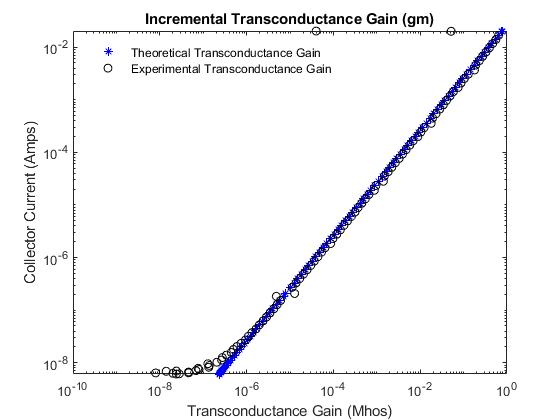 Incremental Transconductance Gain (gm)
Theoretical Transconductance Gain
Experimental Transconductance Gain
Collector Current (Amps)
10^-2
10^-4
10^-6
10^-8
10^-10 10^-8 10^-6 10^-4 10^-2 10^0
Transconductance Gain (Mhos)